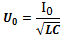 U₀ = I₀ / √LC